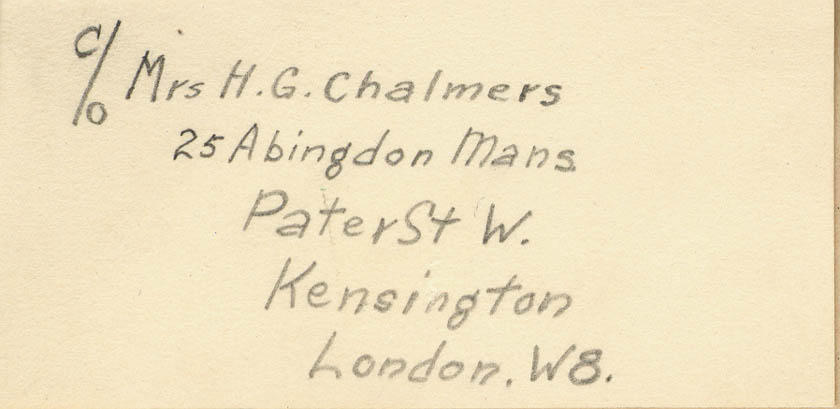 c/o Mrs H.G. Chalmers
25 Abingdon Mans
Pater St W.
Kensington
London. W8.